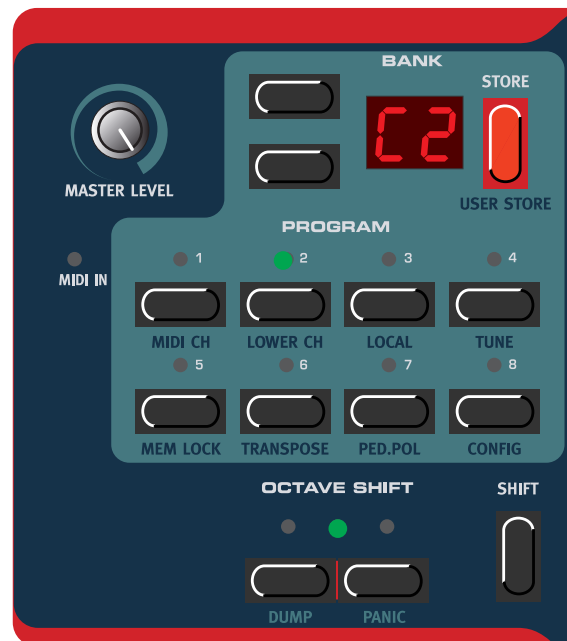 BANK
STORE
C2
MASTER LEVEL
USER STORE
PROGRAM
1 2 3 4
MIDI IN
MIDI CH LOWER CH LOCAL TUNE
5 6 7 8
MEM LOCK TRANSPOSE PED.POL CONFIG
OCTAVE SHIFT SHIFT
DUMP PANIC